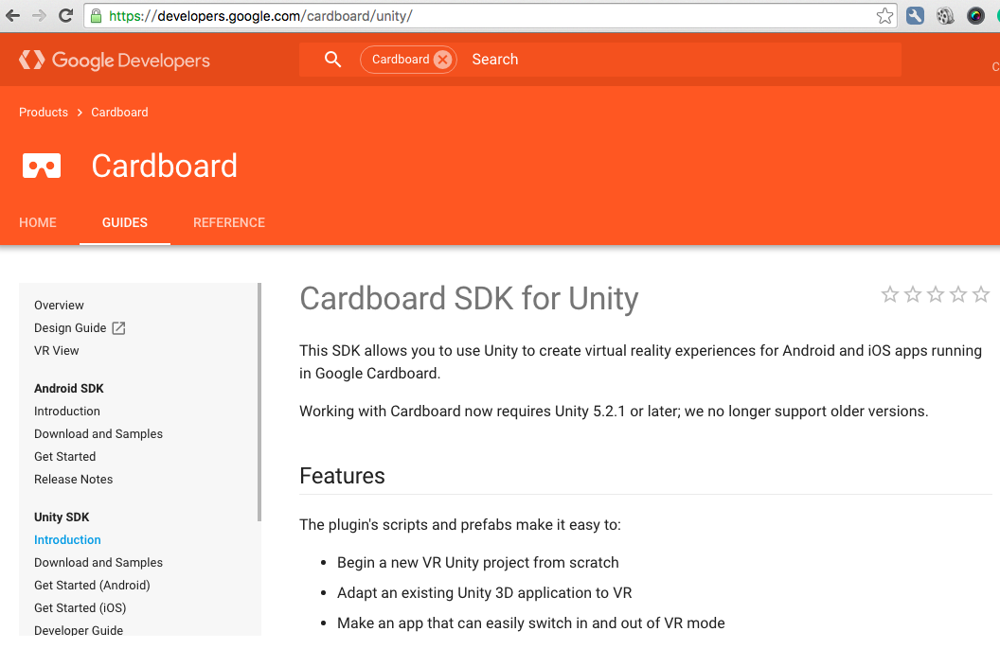 https://developers.google.com/cardboard/unity/
Google Developers
Cardboard
Search
C
Products
Cardboard
Cardboard
HOME
GUIDES
REFERENCE
Overview
Design Guide
VR View
Android SDK
Introduction
Download and Samples
Get Started
Release Notes
Unity SDK
Introduction
Download and Samples
Get Started (Android)
Get Started (iOS)
Developer Guide
Cardboard SDK for Unity
This SDK allows you to use Unity to create virtual reality experiences for Android and iOS apps running
in Google Cardboard.
Working with Cardboard now requires Unity 5.2.1 or later; we no longer support older versions.
Features
The plugin's scripts and prefabs make it easy to:
• Begin a new VR Unity project from scratch
• Adapt an existing Unity 3D application to VR
• Make an app that can easily switch in and out of VR mode